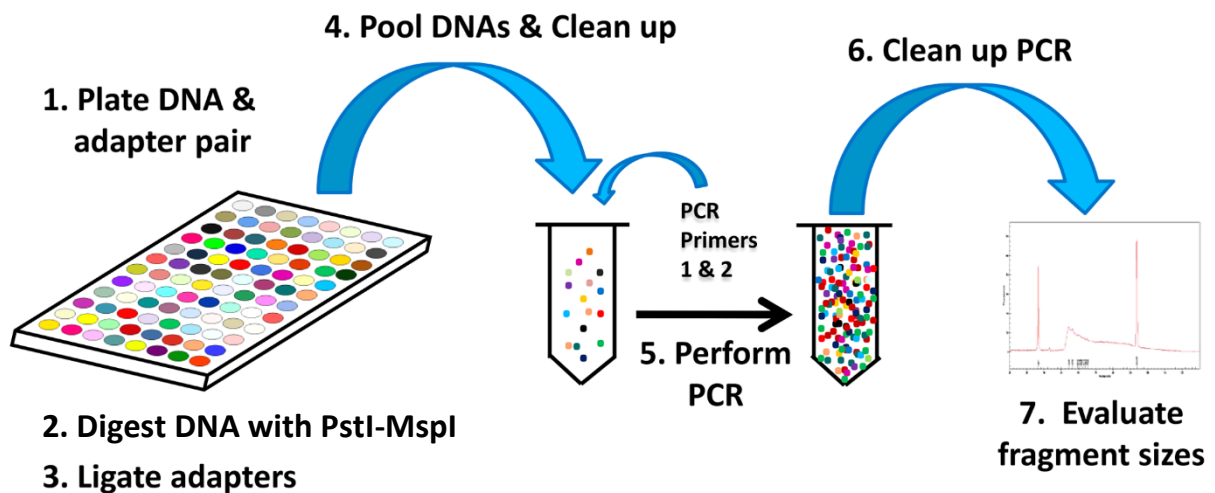 4. Pool DNAs & Clean up
6. Clean up PCR
1. Plate DNA &
adapter pair
PCR
Primers
1 & 2
5. Perform
PCR
2. Digest DNA with PstI-MspI
3. Ligate adapters
7. Evaluate
fragment sizes